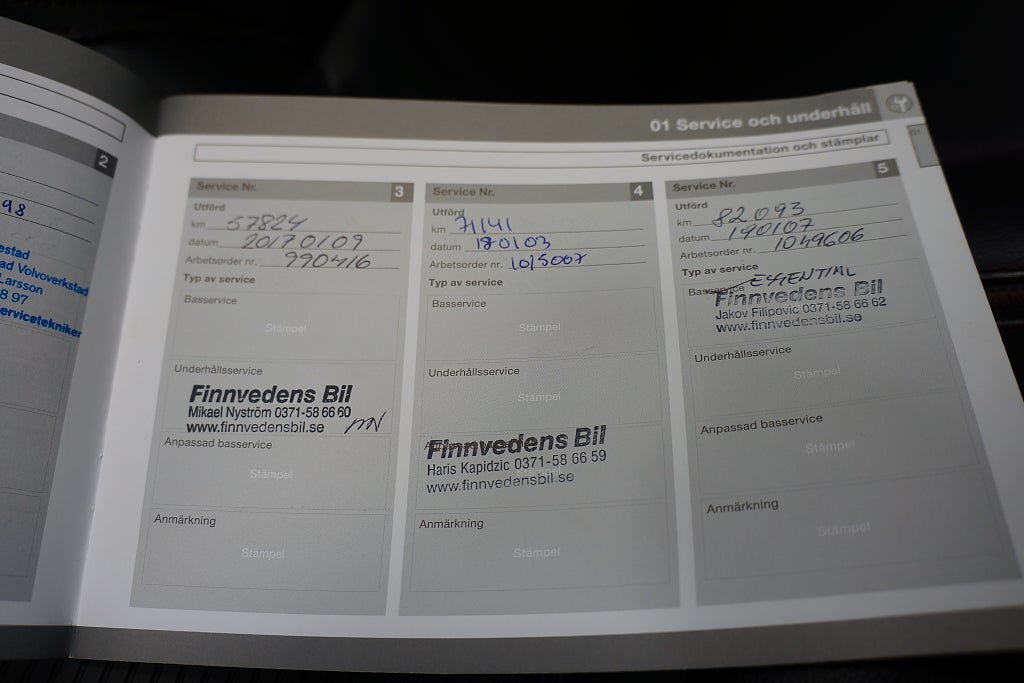 2
98
estad
ad Volvoverkstad
Larsson
8 97
servicetekniker
01 Service och underhåll
01
Servicedokumentation och stämplar
Service Nr. 3
Utförd
km 57824
datum 20170109
Arbetsorder nr. 990416
Typ av service
Basservice
Stämpel
Underhållsservice
Finnvedens Bil
Mikael Nyström 0371-58 66 60
www.finnvedensbil.se
Anpassad basservice
Stämpel
Anmärkning
Stämpel
Service Nr. 4
Utförd
km 71141
datum 180103
Arbetsorder nr. 1015007
Typ av service
Basservice
Stämpel
Underhållsservice
Stämpel
Finnvedens Bil
Haris Kapidzic 0371-58 66 59
www.finnvedensbil.se
Anmärkning
Stämpel
Service Nr. 5
Utförd
km 82093
datum 190107
Arbetsorder nr. 1049606
Typ av service
Basservice ESSENTIAL
Finnvedens Bil
Jakov Filipovic 0371-58 66 62
www.finnvedensbil.se
Underhållsservice
Stämpel
Anpassad basservice
Stämpel
Anmärkning
Stämpel